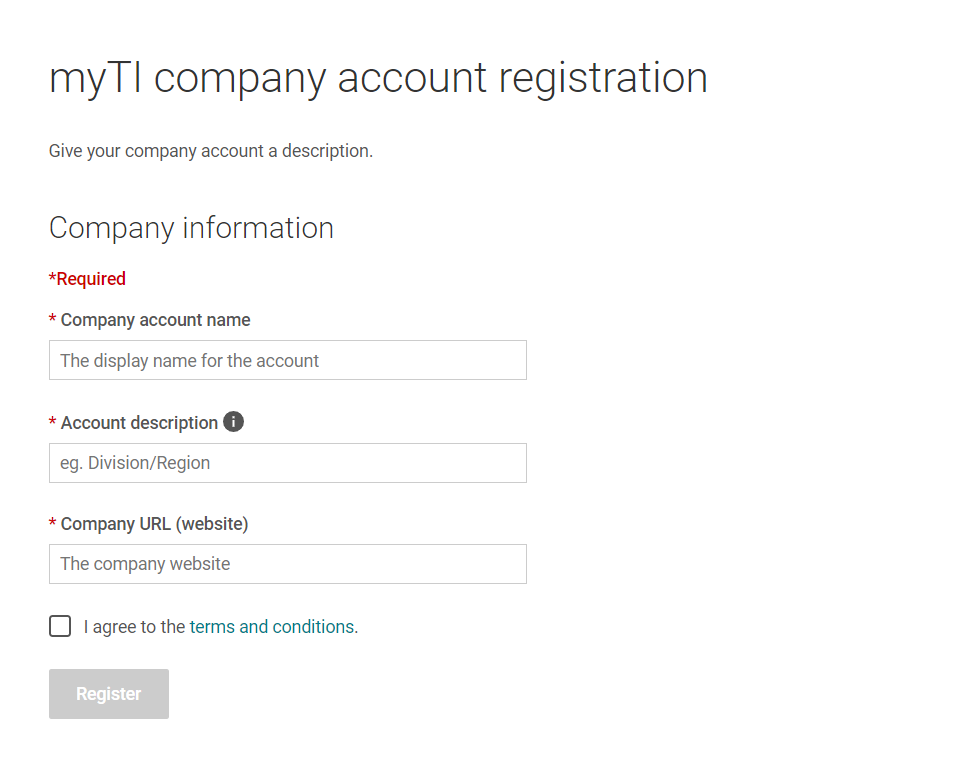 myTI company account registration
Give your company account a description.
Company information
*Required
* Company account name
The display name for the account
* Account description i
eg. Division/Region
* Company URL (website)
The company website
I agree to the terms and conditions.
Register